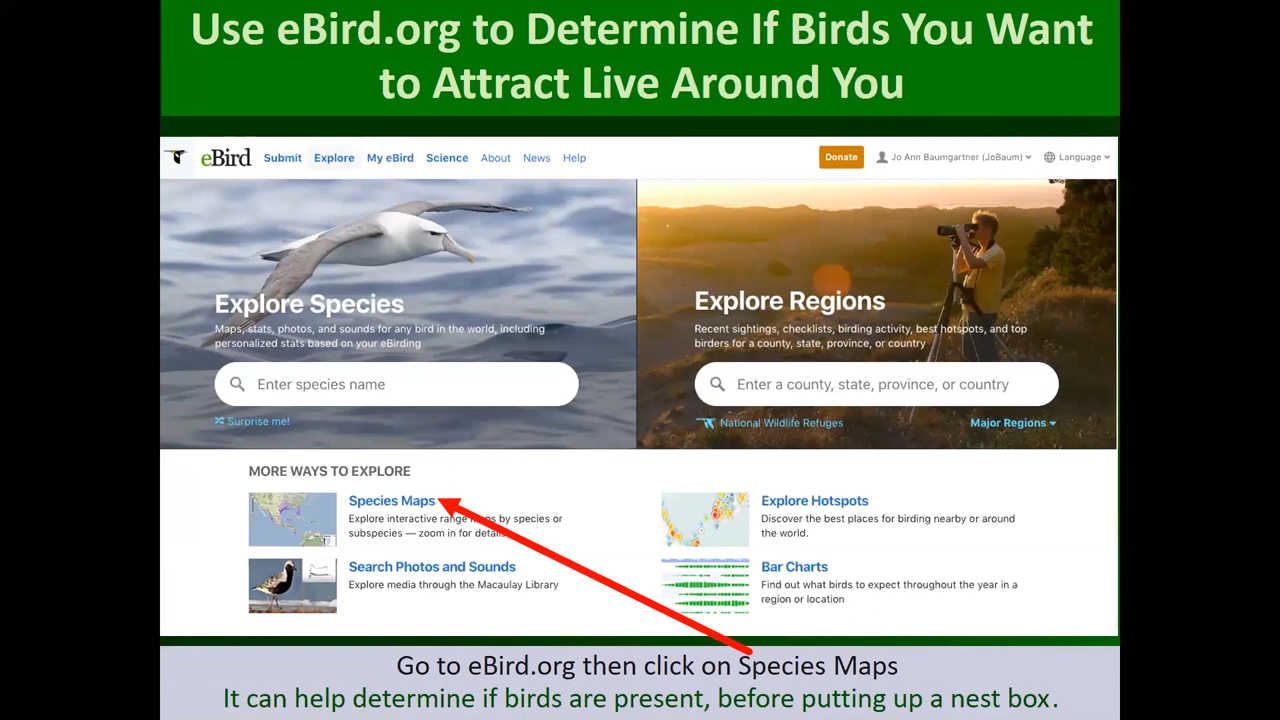 Use eBird.org to Determine If Birds You Want
to Attract Live Around You
eBird Submit Explore My eBird Science About News Help Donate Jo Ann Baumgartner (JoBaum) Language
Explore Species
Maps, stats, photos, and sounds for any bird in the world, including
personalized stats based on your eBirding
Enter species name
Surprise me!
Explore Regions
Recent sightings, checklists, birding activity, best hotspots, and top
birders for a county, state, province, or country
Enter a county, state, province, or country
National Wildlife Refuges Major Regions
MORE WAYS TO EXPLORE
Species Maps
Explore interactive range maps by species or
subspecies — zoom in for details
Explore Hotspots
Discover the best places for birding nearby or around
the world.
Search Photos and Sounds
Explore media through the Macaulay Library
Bar Charts
Find out what birds to expect throughout the year in a
region or location
Go to eBird.org then click on Species Maps
It can help determine if birds are present, before putting up a nest box.